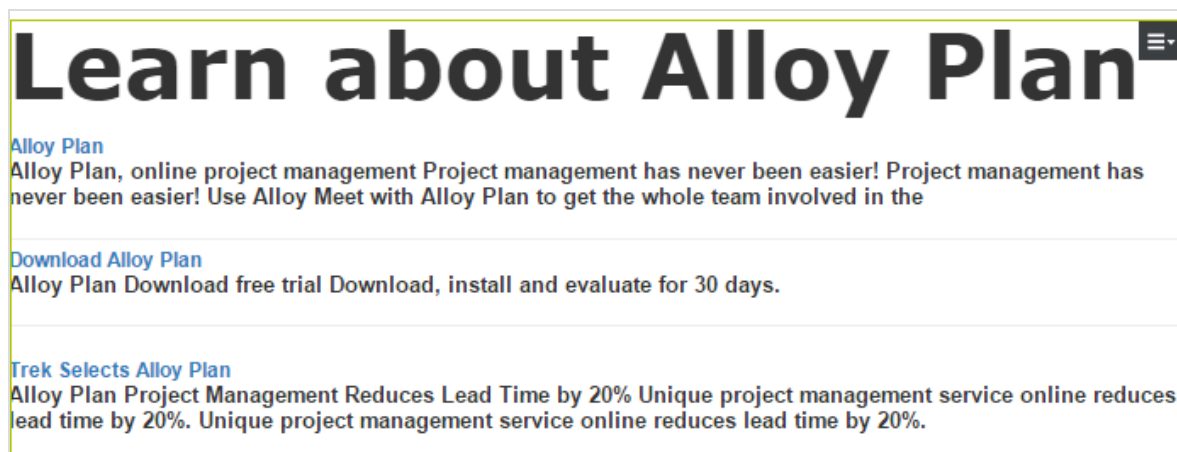 Learn about Alloy Plan
Alloy Plan
Alloy Plan, online project management Project management has never been easier! Project management has
never been easier! Use Alloy Meet with Alloy Plan to get the whole team involved in the
Download Alloy Plan
Alloy Plan Download free trial Download, install and evaluate for 30 days.
Trek Selects Alloy Plan
Alloy Plan Project Management Reduces Lead Time by 20% Unique project management service online reduces
lead time by 20%. Unique project management service online reduces lead time by 20%.